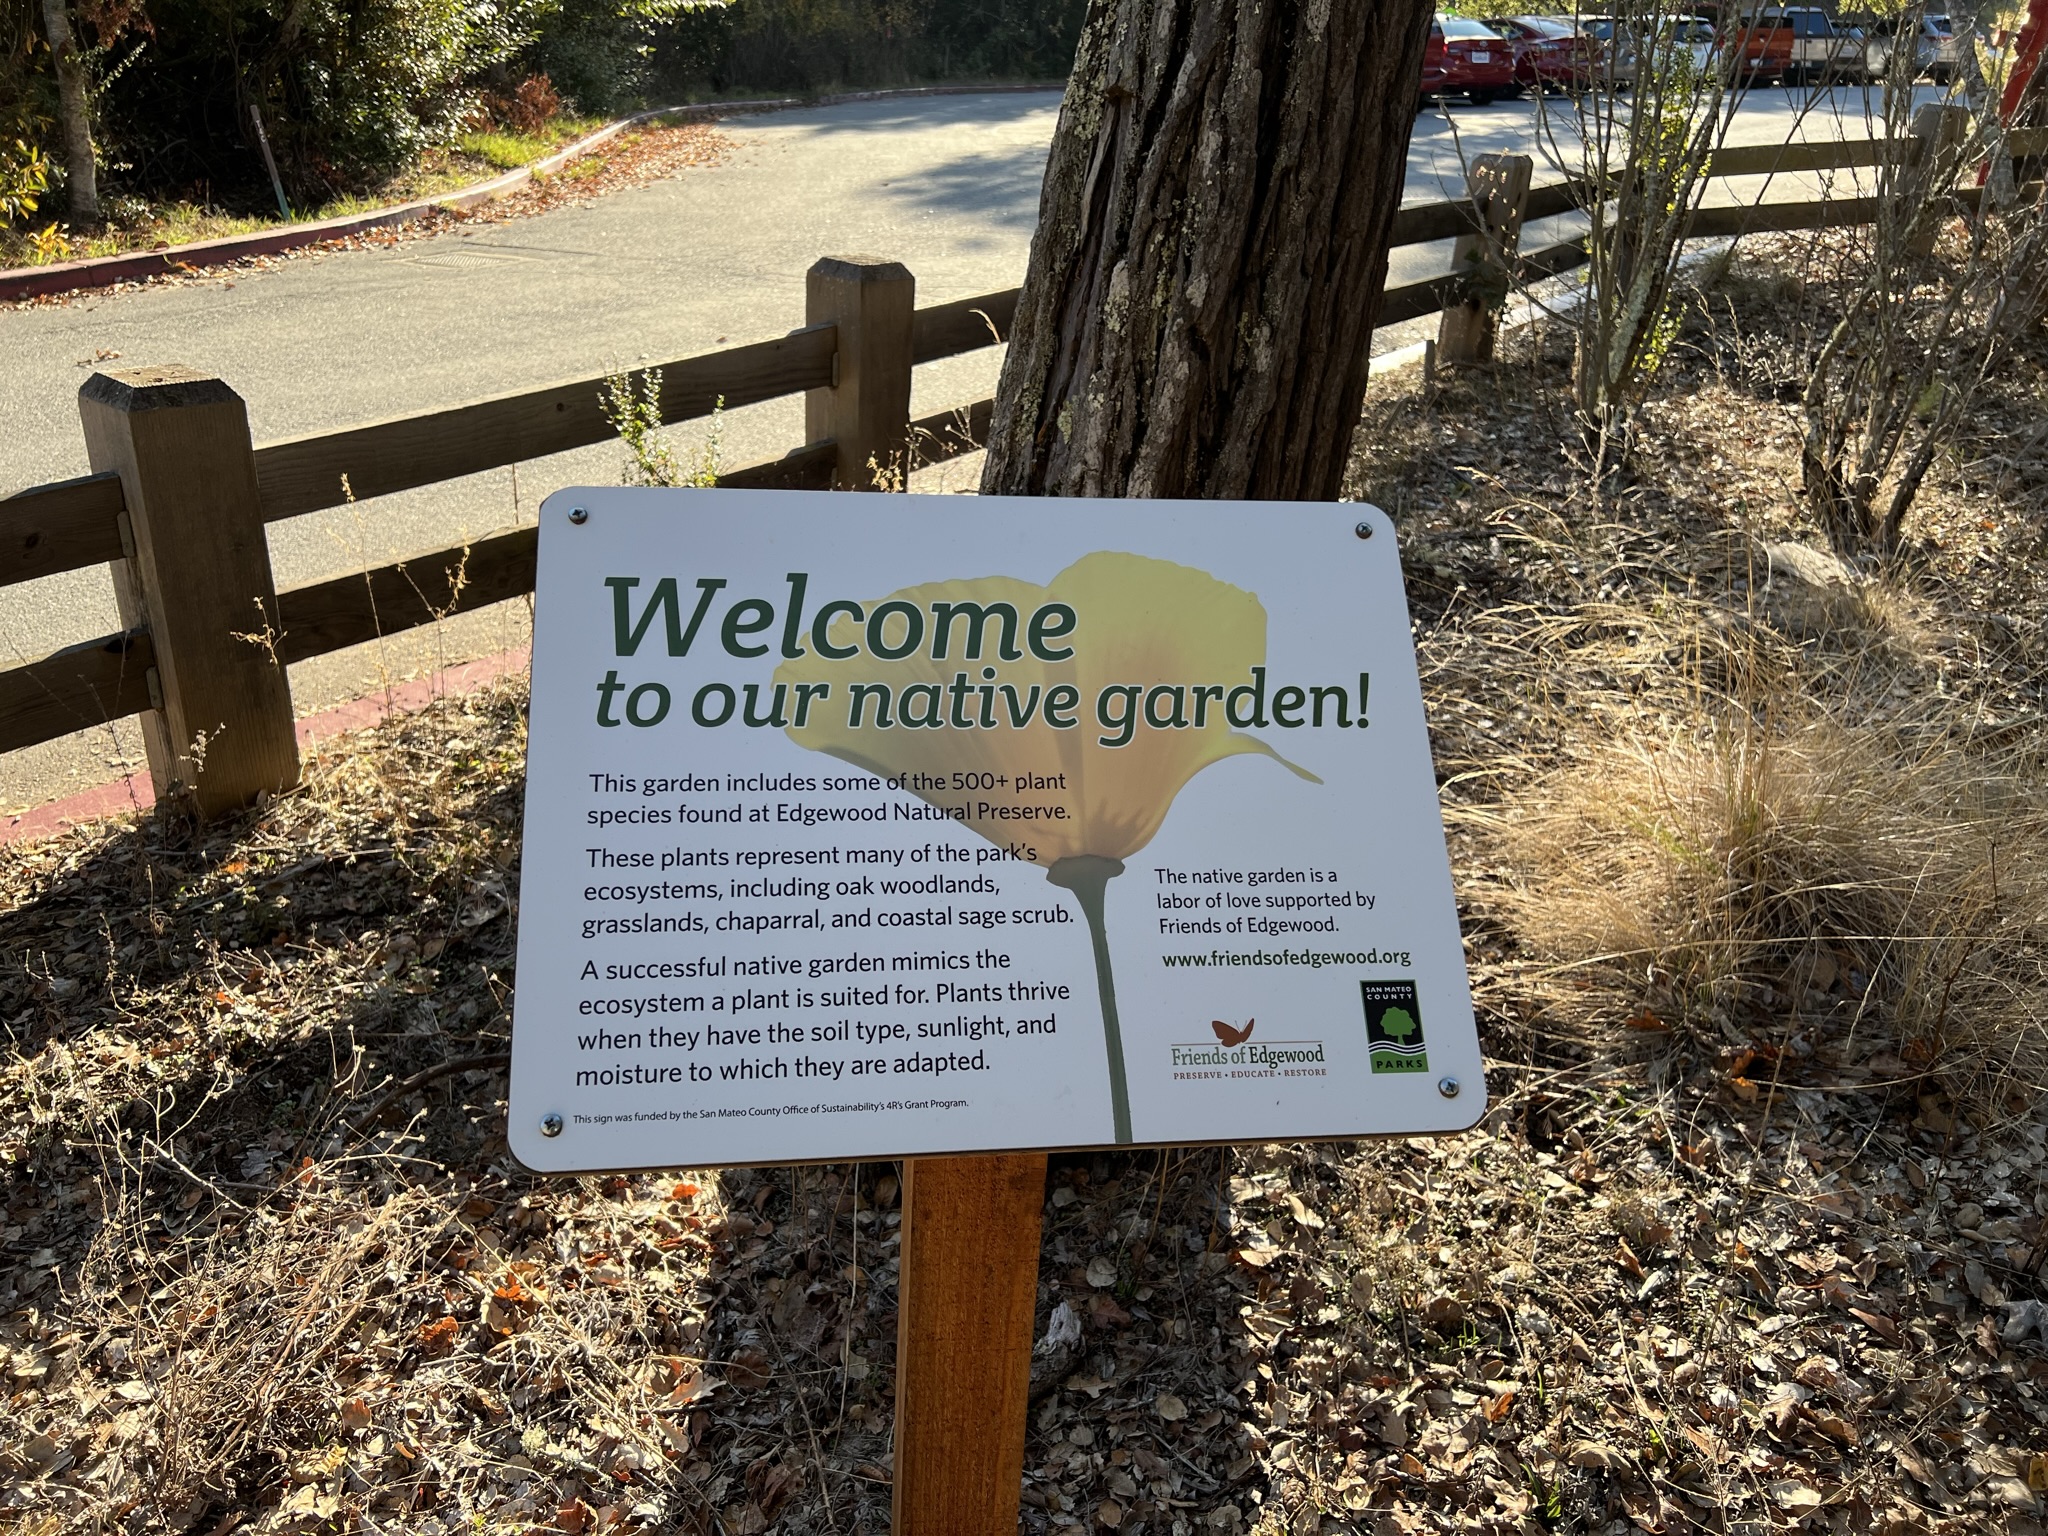 Welcome
to our native garden!
This garden includes some of the 500+ plant
species found at Edgewood Natural Preserve.
These plants represent many of the park's
ecosystems, including oak woodlands,
grasslands, chaparral, and coastal sage scrub.
A successful native garden mimics the
ecosystem a plant is suited for. Plants thrive
when they have the soil type, sunlight, and
moisture to which they are adapted.
This sign was funded by the San Mateo County Office of Sustainability's 4R's Grant Program.
The native garden is a
labor of love supported by
Friends of Edgewood.
www.friendsofedgewood.org
Friends of Edgewood
PRESERVE • EDUCATE • RESTORE
SAN MATEO
COUNTY
PARKS